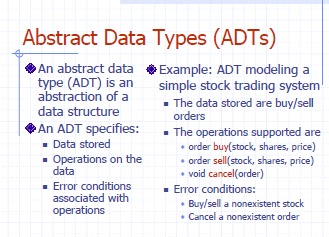 Abstract Data Types (ADTs)
An abstract data
type (ADT) is an
abstraction of a
data structure
An ADT specifies:
Data stored
Operations on the
data
Error conditions
associated with
operations
Example: ADT modeling a
simple stock trading system
The data stored are buy/sell
orders
The operations supported are
order buy(stock, shares, price)
order sell(stock, shares, price)
void cancel(order)
Error conditions:
Buy/sell a nonexistent stock
Cancel a nonexistent order